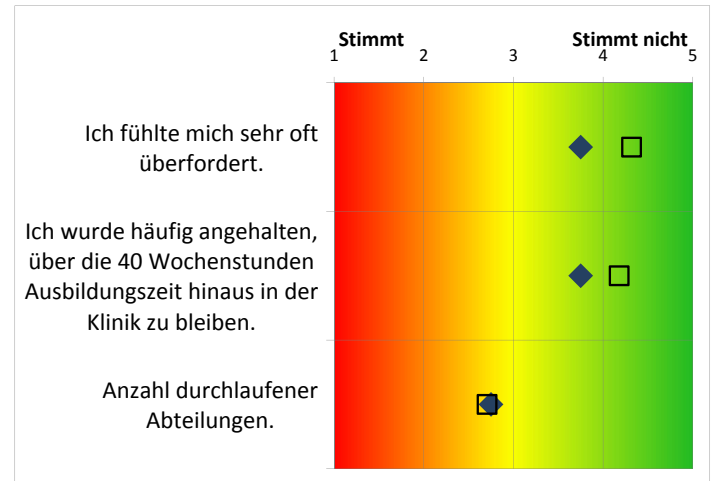 Stimmt Stimmt nicht
1 2 3 4 5
Ich fühlte mich sehr oft
überfordert.
Ich wurde häufig angehalten,
über die 40 Wochenstunden
Ausbildungszeit hinaus in der
Klinik zu bleiben.
Anzahl durchlaufener
Abteilungen.